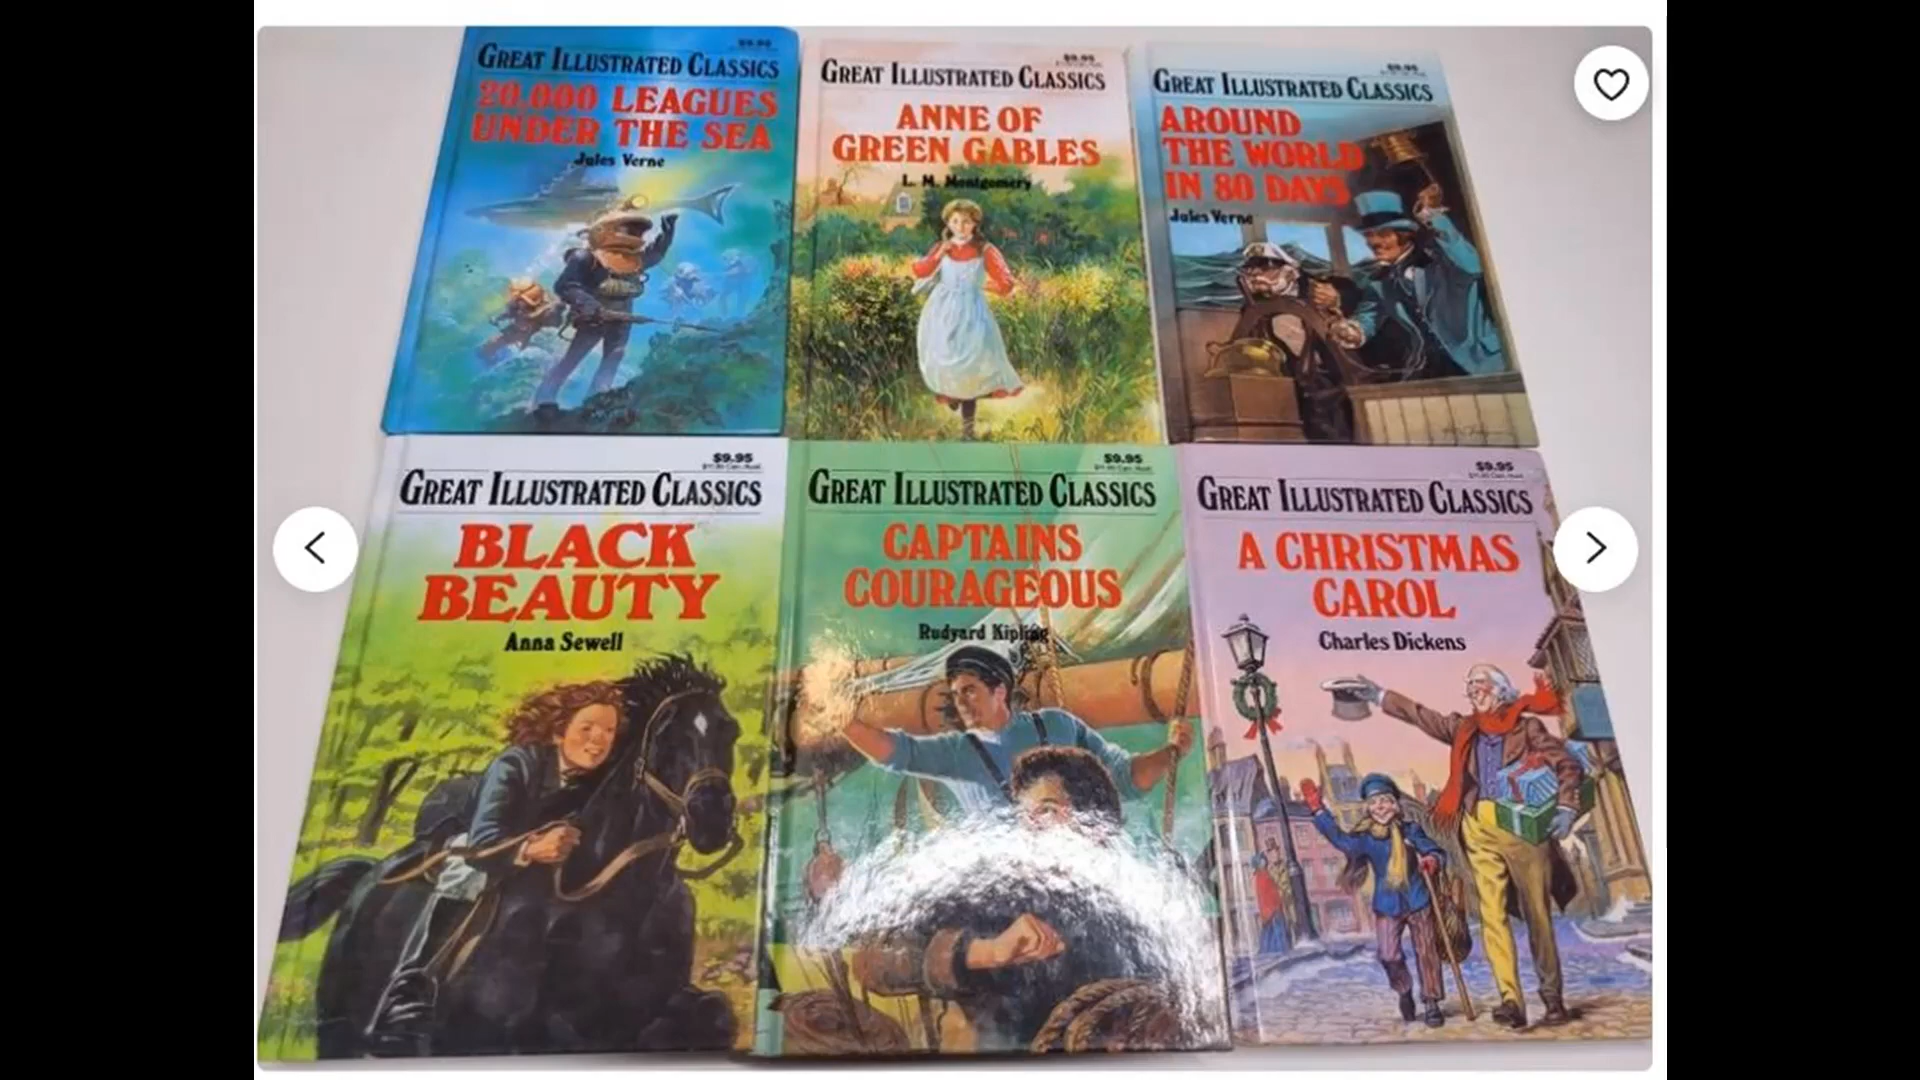 $9.95
GREAT ILLUSTRATED CLASSICS
20,000 LEAGUES
UNDER THE SEA
Jules Verne
$9.95
GREAT ILLUSTRATED CLASSICS
ANNE OF
GREEN GABLES
L. M. Montgomery
$9.95
GREAT ILLUSTRATED CLASSICS
AROUND
THE WORLD
IN 80 DAYS
Jules Verne
$9.95
GREAT ILLUSTRATED CLASSICS
BLACK
BEAUTY
Anna Sewell
$9.95
GREAT ILLUSTRATED CLASSICS
CAPTAINS
COURAGEOUS
Rudyard Kipling
$9.95
GREAT ILLUSTRATED CLASSICS
A CHRISTMAS
CAROL
Charles Dickens